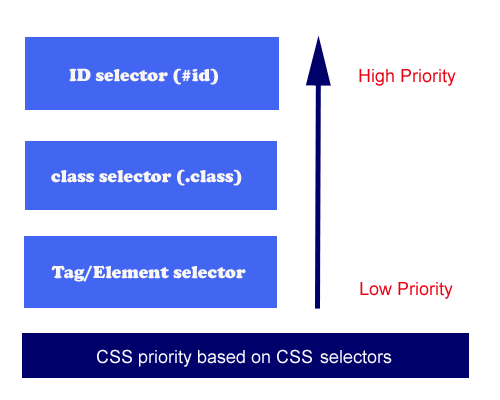 ID selector (#id)
High Priority
class selector (.class)
Tag/Element selector
Low Priority
CSS priority based on CSS selectors